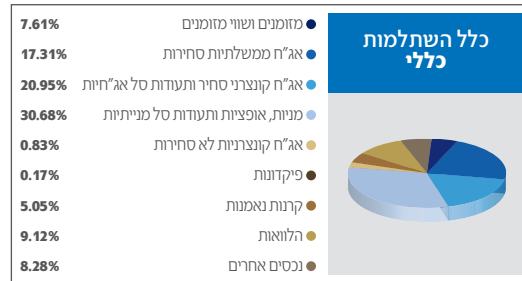 כלל השתלמות
כללי
מזומנים ושווי מזומנים 7.61%
אג"ח ממשלתיות סחירות 17.31%
אג"ח קונצרני סחיר ותעודות סל אג"חיות 20.95%
מניות, אופציות ותעודות סל מנייתיות 30.68%
אג"ח קונצרניות לא סחירות 0.83%
פיקדונות 0.17%
קרנות נאמנות 5.05%
הלוואות 9.12%
נכסים אחרים 8.28%